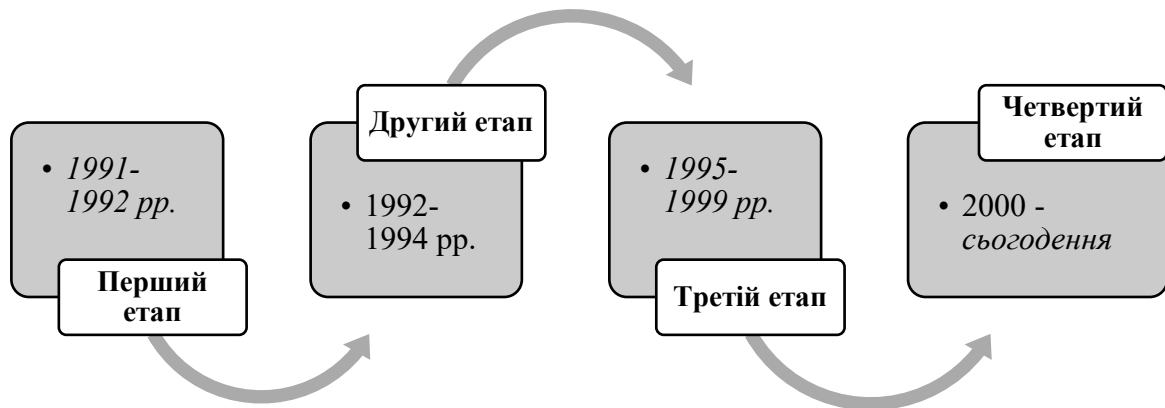 • 1991-
1992 рр.
Перший
етап
Другий етап
• 1992-
1994 рр.
• 1995-
1999 рр.
Третій етап
Четвертий
етап
• 2000 -
сьогодення